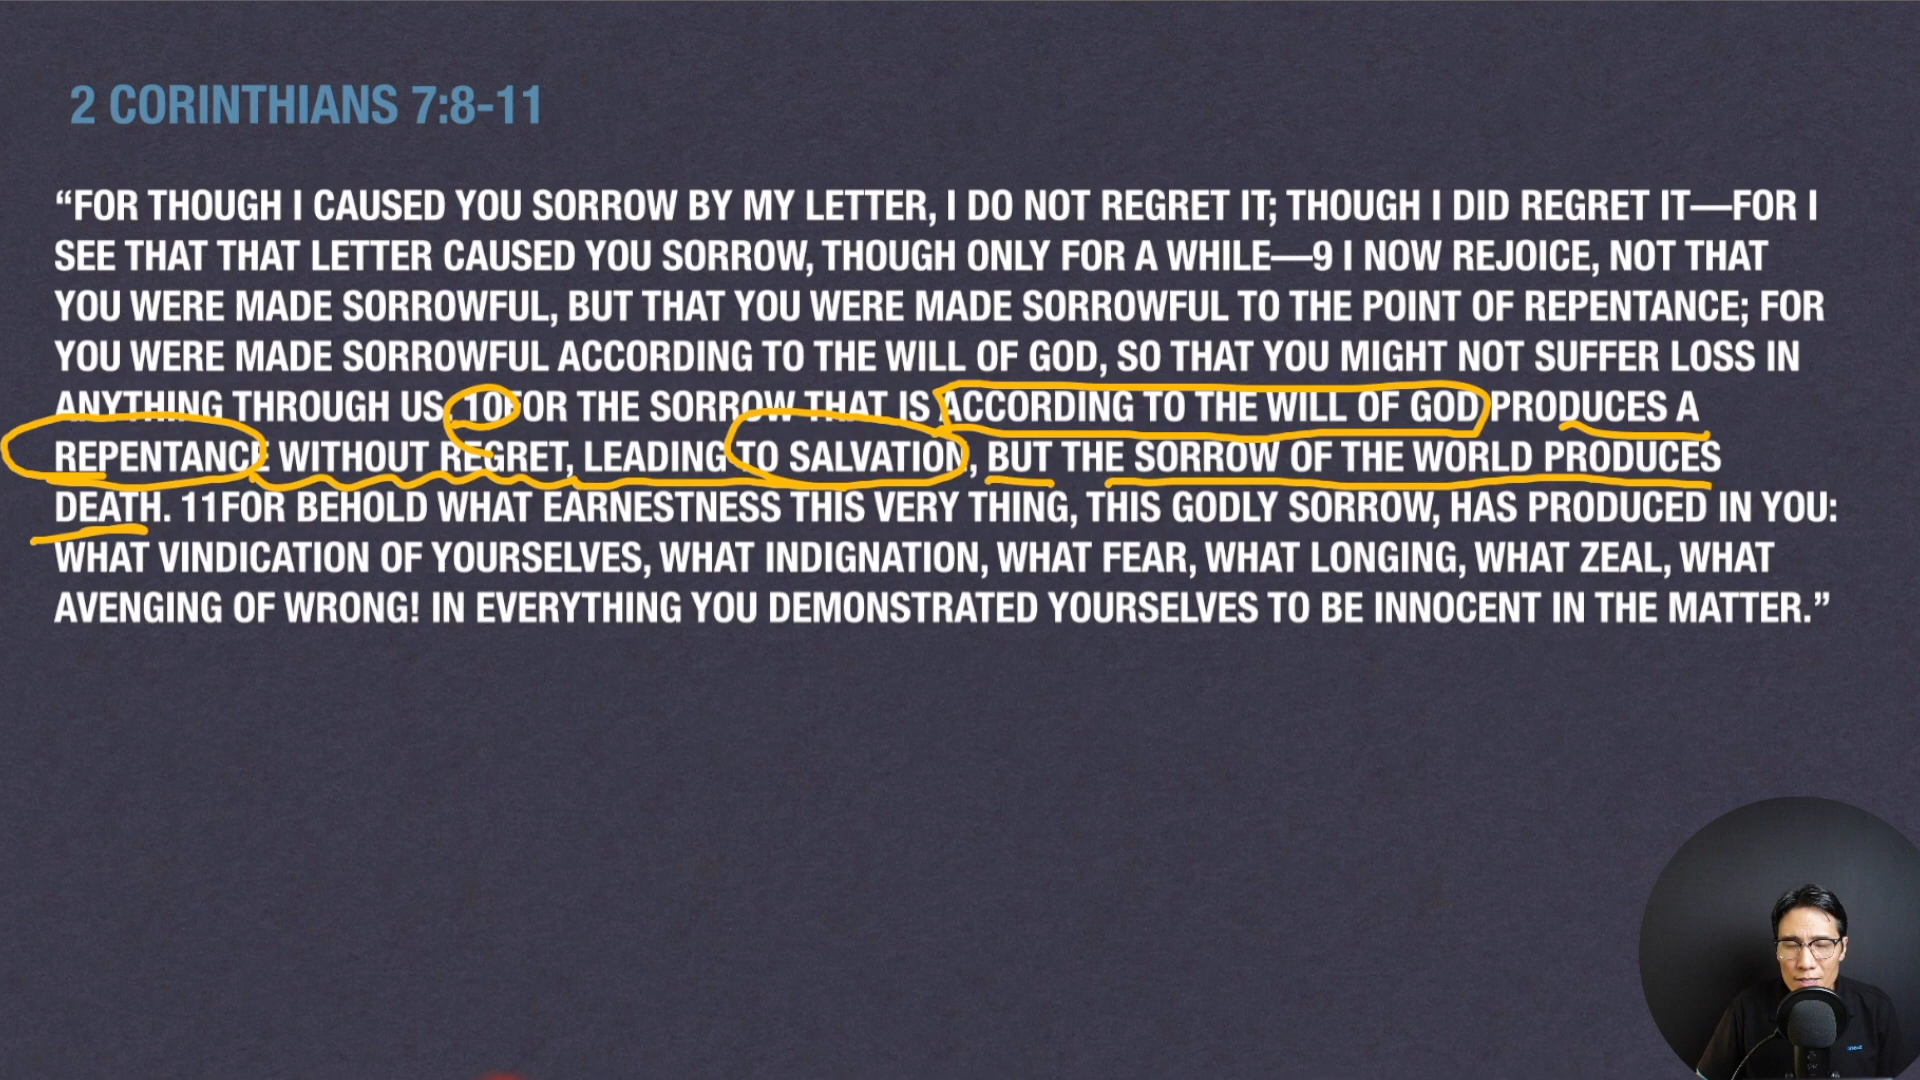 2 CORINTHIANS 7:8-11
“FOR THOUGH I CAUSED YOU SORROW BY MY LETTER, I DO NOT REGRET IT; THOUGH I DID REGRET IT—FOR I
SEE THAT THAT LETTER CAUSED YOU SORROW, THOUGH ONLY FOR A WHILE—9 I NOW REJOICE, NOT THAT
YOU WERE MADE SORROWFUL, BUT THAT YOU WERE MADE SORROWFUL TO THE POINT OF REPENTANCE; FOR
YOU WERE MADE SORROWFUL ACCORDING TO THE WILL OF GOD, SO THAT YOU MIGHT NOT SUFFER LOSS IN
ANYTHING THROUGH US. 10FOR THE SORROW THAT IS ACCORDING TO THE WILL OF GOD PRODUCES A
REPENTANCE WITHOUT REGRET, LEADING TO SALVATION, BUT THE SORROW OF THE WORLD PRODUCES
DEATH. 11FOR BEHOLD WHAT EARNESTNESS THIS VERY THING, THIS GODLY SORROW, HAS PRODUCED IN YOU:
WHAT VINDICATION OF YOURSELVES, WHAT INDIGNATION, WHAT FEAR, WHAT LONGING, WHAT ZEAL, WHAT
AVENGING OF WRONG! IN EVERYTHING YOU DEMONSTRATED YOURSELVES TO BE INNOCENT IN THE MATTER.”